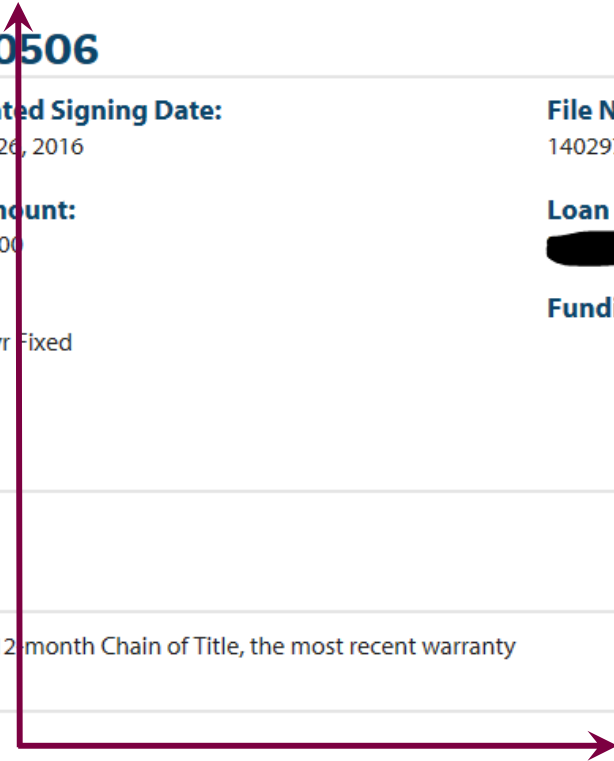 0506
ted Signing Date:
26, 2016
File N
14029
ount:
00
Loan
r Fixed
Fundi
2-month Chain of Title, the most recent warranty